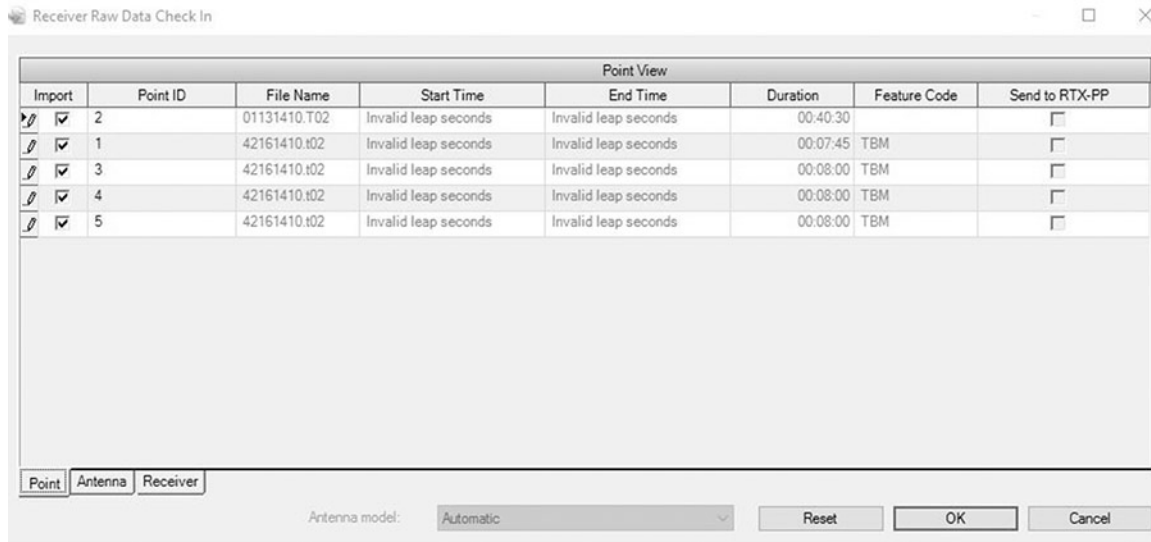 Receiver Raw Data Check In
Point View
Import Point ID File Name Start Time End Time Duration Feature Code Send to RTX-PP
2 01131410.T02 Invalid leap seconds Invalid leap seconds 00:40:30
1 42161410.t02 Invalid leap seconds Invalid leap seconds 00:07:45 TBM
3 42161410.t02 Invalid leap seconds Invalid leap seconds 00:08:00 TBM
4 42161410.t02 Invalid leap seconds Invalid leap seconds 00:08:00 TBM
5 42161410.t02 Invalid leap seconds Invalid leap seconds 00:08:00 TBM
Point Antenna Receiver
Antenna model: Automatic Reset OK Cancel